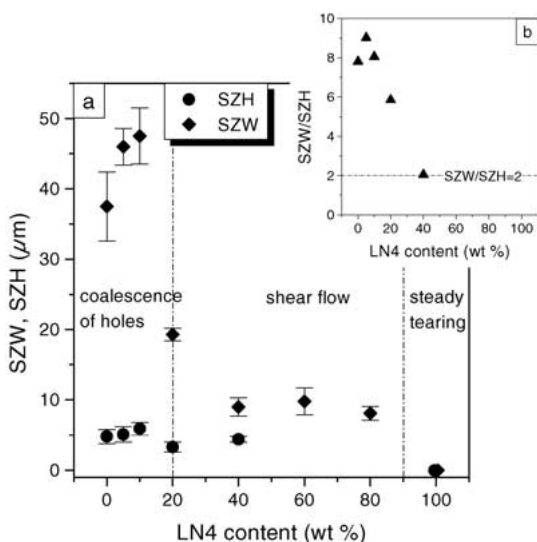 a
SZH
SZW
SZW, SZH (μm)
50
40
30
20
10
0
coalescence
of holes
shear flow
steady
tearing
0 20 40 60 80 100
LN4 content (wt %)
b
SZW/SZH
10
8
6
4
2
0
SZW/SZH=2
0 20 40 60 80 100
LN4 content (wt %)